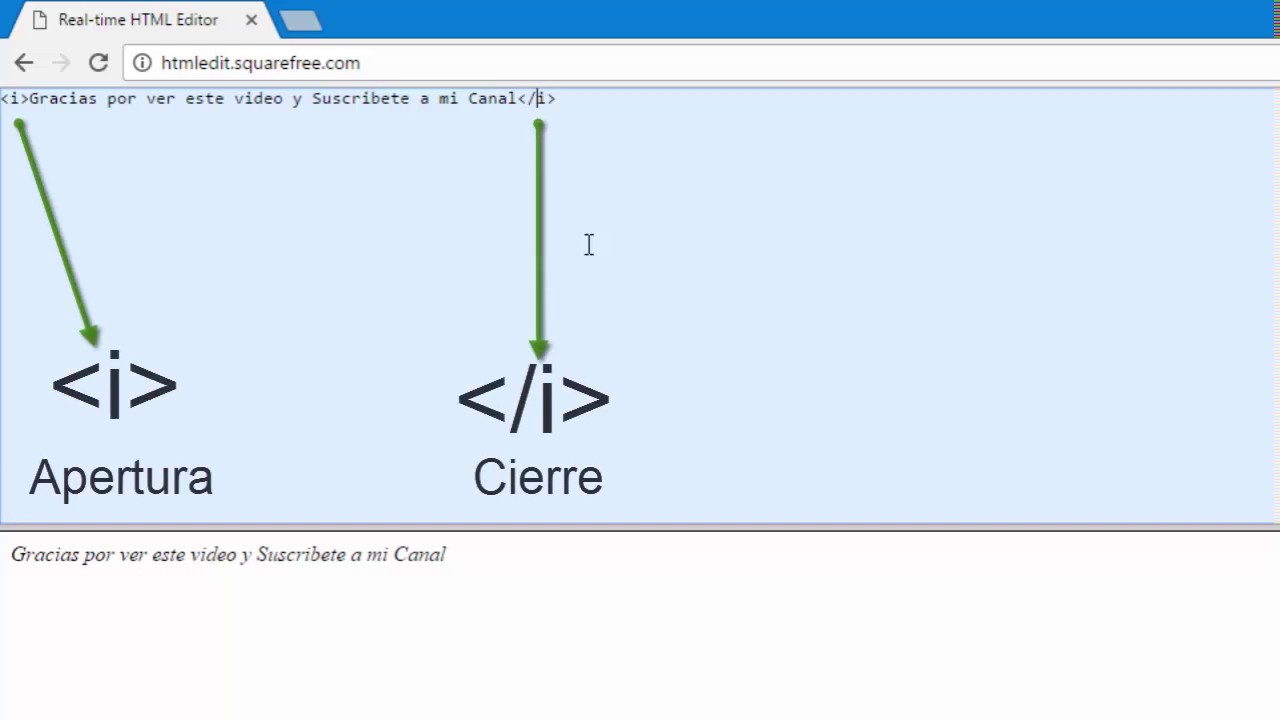 Real-time HTML Editor
htmledit.squarefree.com
<i>Gracias por ver este video y Suscribete a mi Canal</i>
<i> </i>
Apertura Cierre
Gracias por ver este video y Suscribete a mi Canal